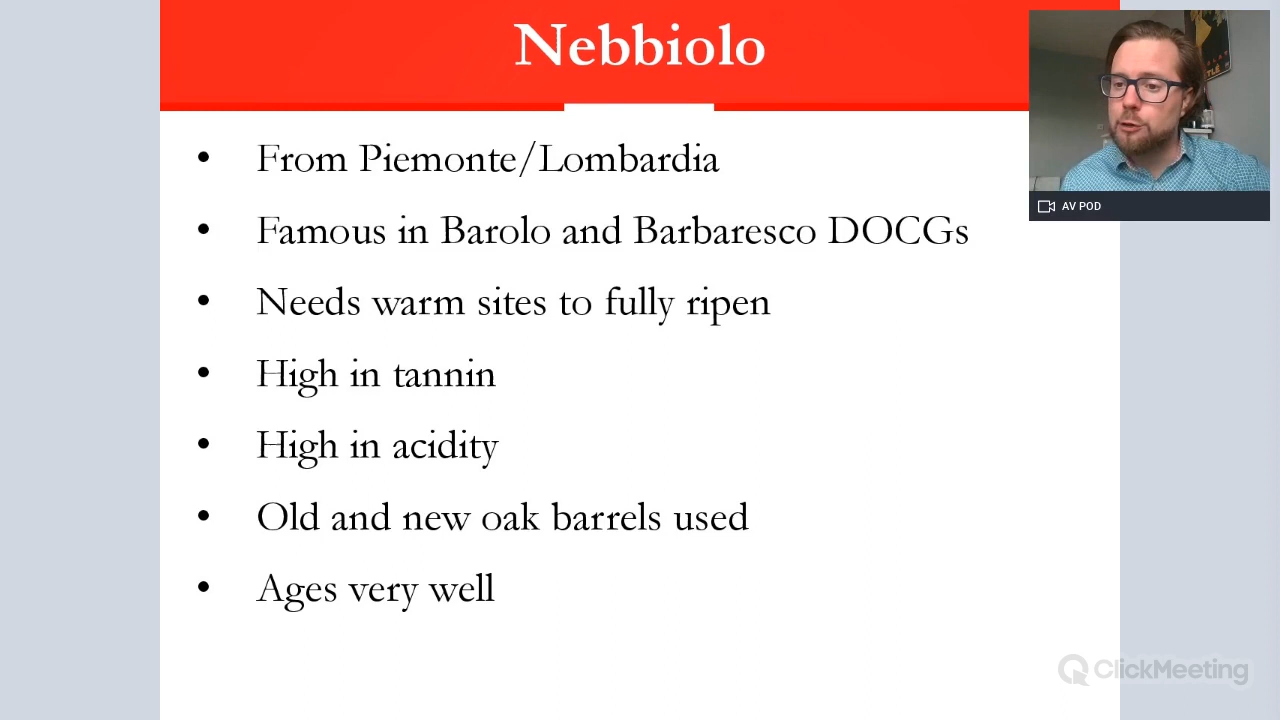 Nebbiolo
• From Piemonte/Lombardia
• Famous in Barolo and Barbaresco DOCGs
• Needs warm sites to fully ripen
• High in tannin
• High in acidity
• Old and new oak barrels used
• Ages very well
AV POD
ClickMeeting